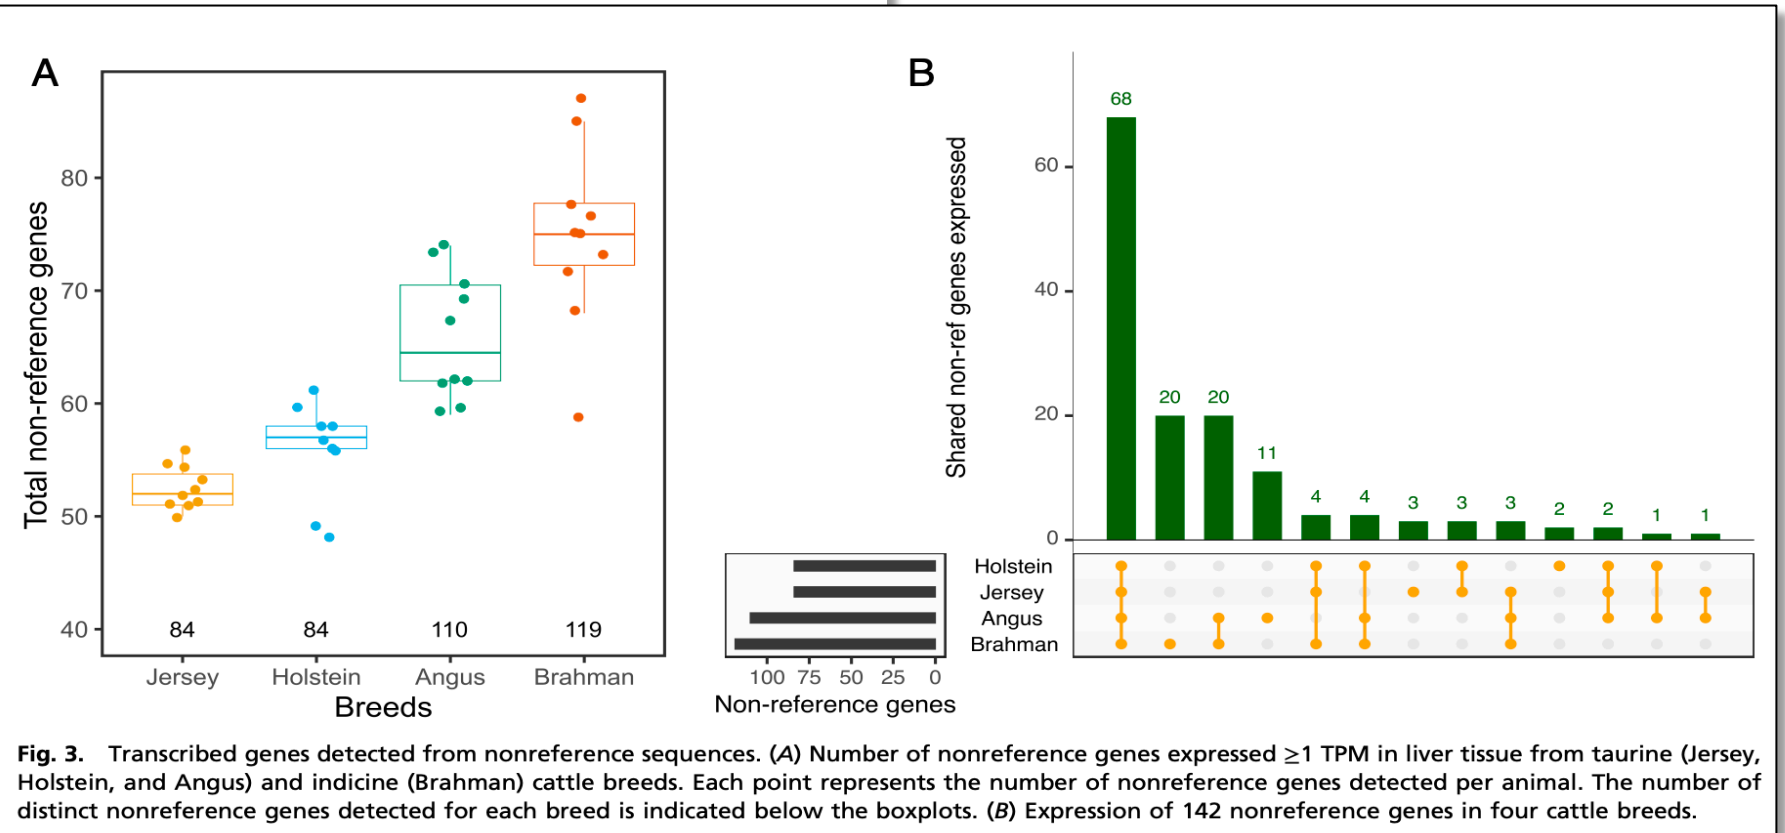 A
Total non-reference genes
80
70
60
50
40
84 84 110 119
Jersey Holstein Angus Brahman
Breeds
B
Shared non-ref genes expressed
60
40
20
0
68 20 20 11 4 4 3 3 3 2 2 1 1
Holstein
Jersey
Angus
Brahman
100 75 50 25 0
Non-reference genes
Fig. 3. Transcribed genes detected from nonreference sequences. (A) Number of nonreference genes expressed ≥1 TPM in liver tissue from taurine (Jersey,
Holstein, and Angus) and indicine (Brahman) cattle breeds. Each point represents the number of nonreference genes detected per animal. The number of
distinct nonreference genes detected for each breed is indicated below the boxplots. (B) Expression of 142 nonreference genes in four cattle breeds.